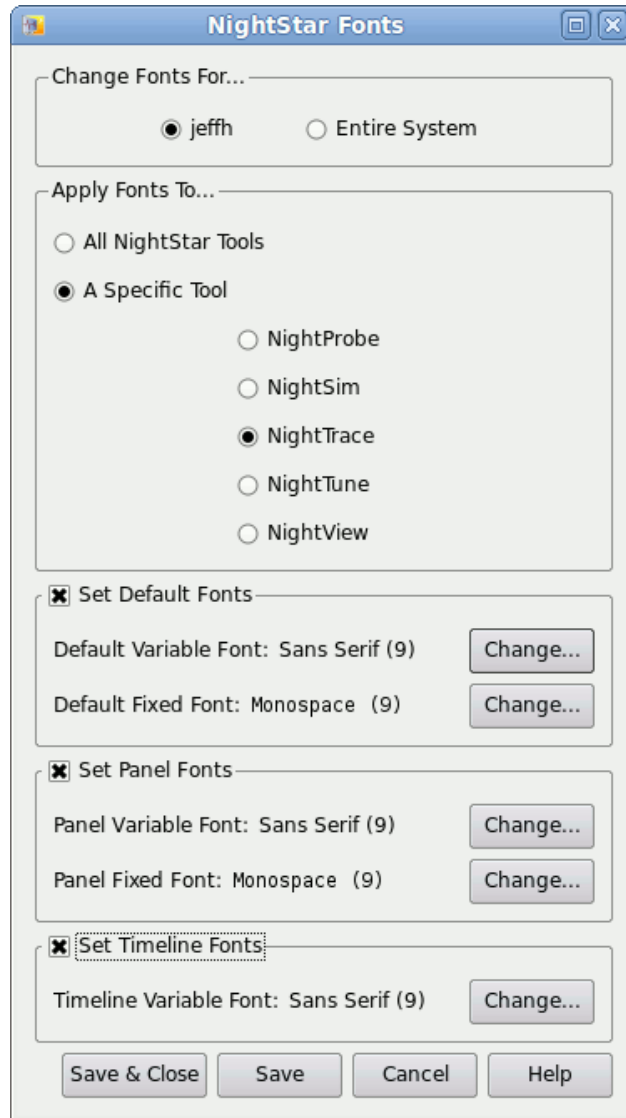 NightStar Fonts
Change Fonts For...
jeffh Entire System
Apply Fonts To...
All NightStar Tools
A Specific Tool
NightProbe
NightSim
NightTrace
NightTune
NightView
Set Default Fonts
Default Variable Font: Sans Serif (9) Change...
Default Fixed Font: Monospace (9) Change...
Set Panel Fonts
Panel Variable Font: Sans Serif (9) Change...
Panel Fixed Font: Monospace (9) Change...
Set Timeline Fonts
Timeline Variable Font: Sans Serif (9) Change...
Save & Close Save Cancel Help